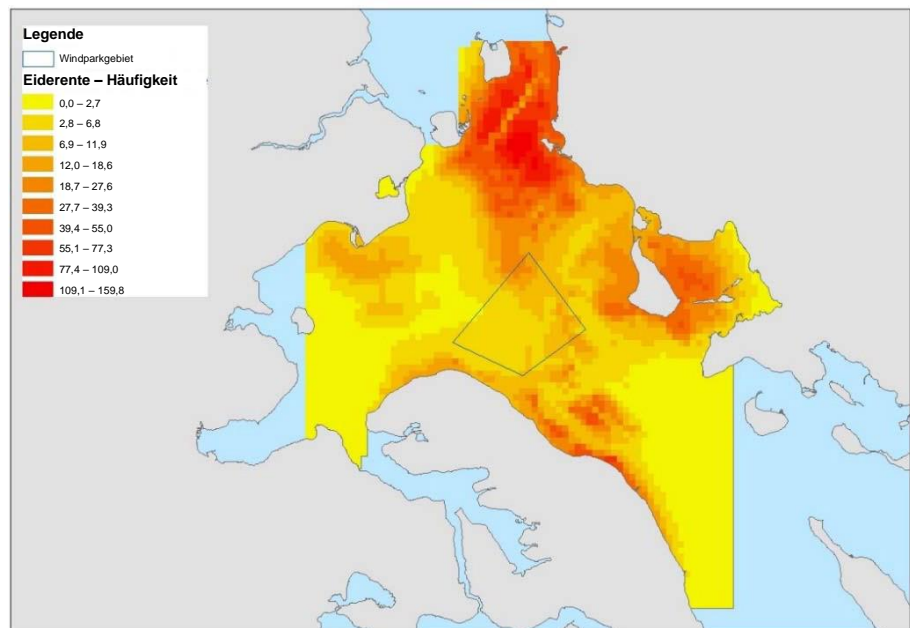 Legende
Windparkgebiet
Eiderente – Häufigkeit
0,0 – 2,7
2,8 – 6,8
6,9 – 11,9
12,0 – 18,6
18,7 – 27,6
27,7 – 39,3
39,4 – 55,0
55,1 – 77,3
77,4 – 109,0
109,1 – 159,8